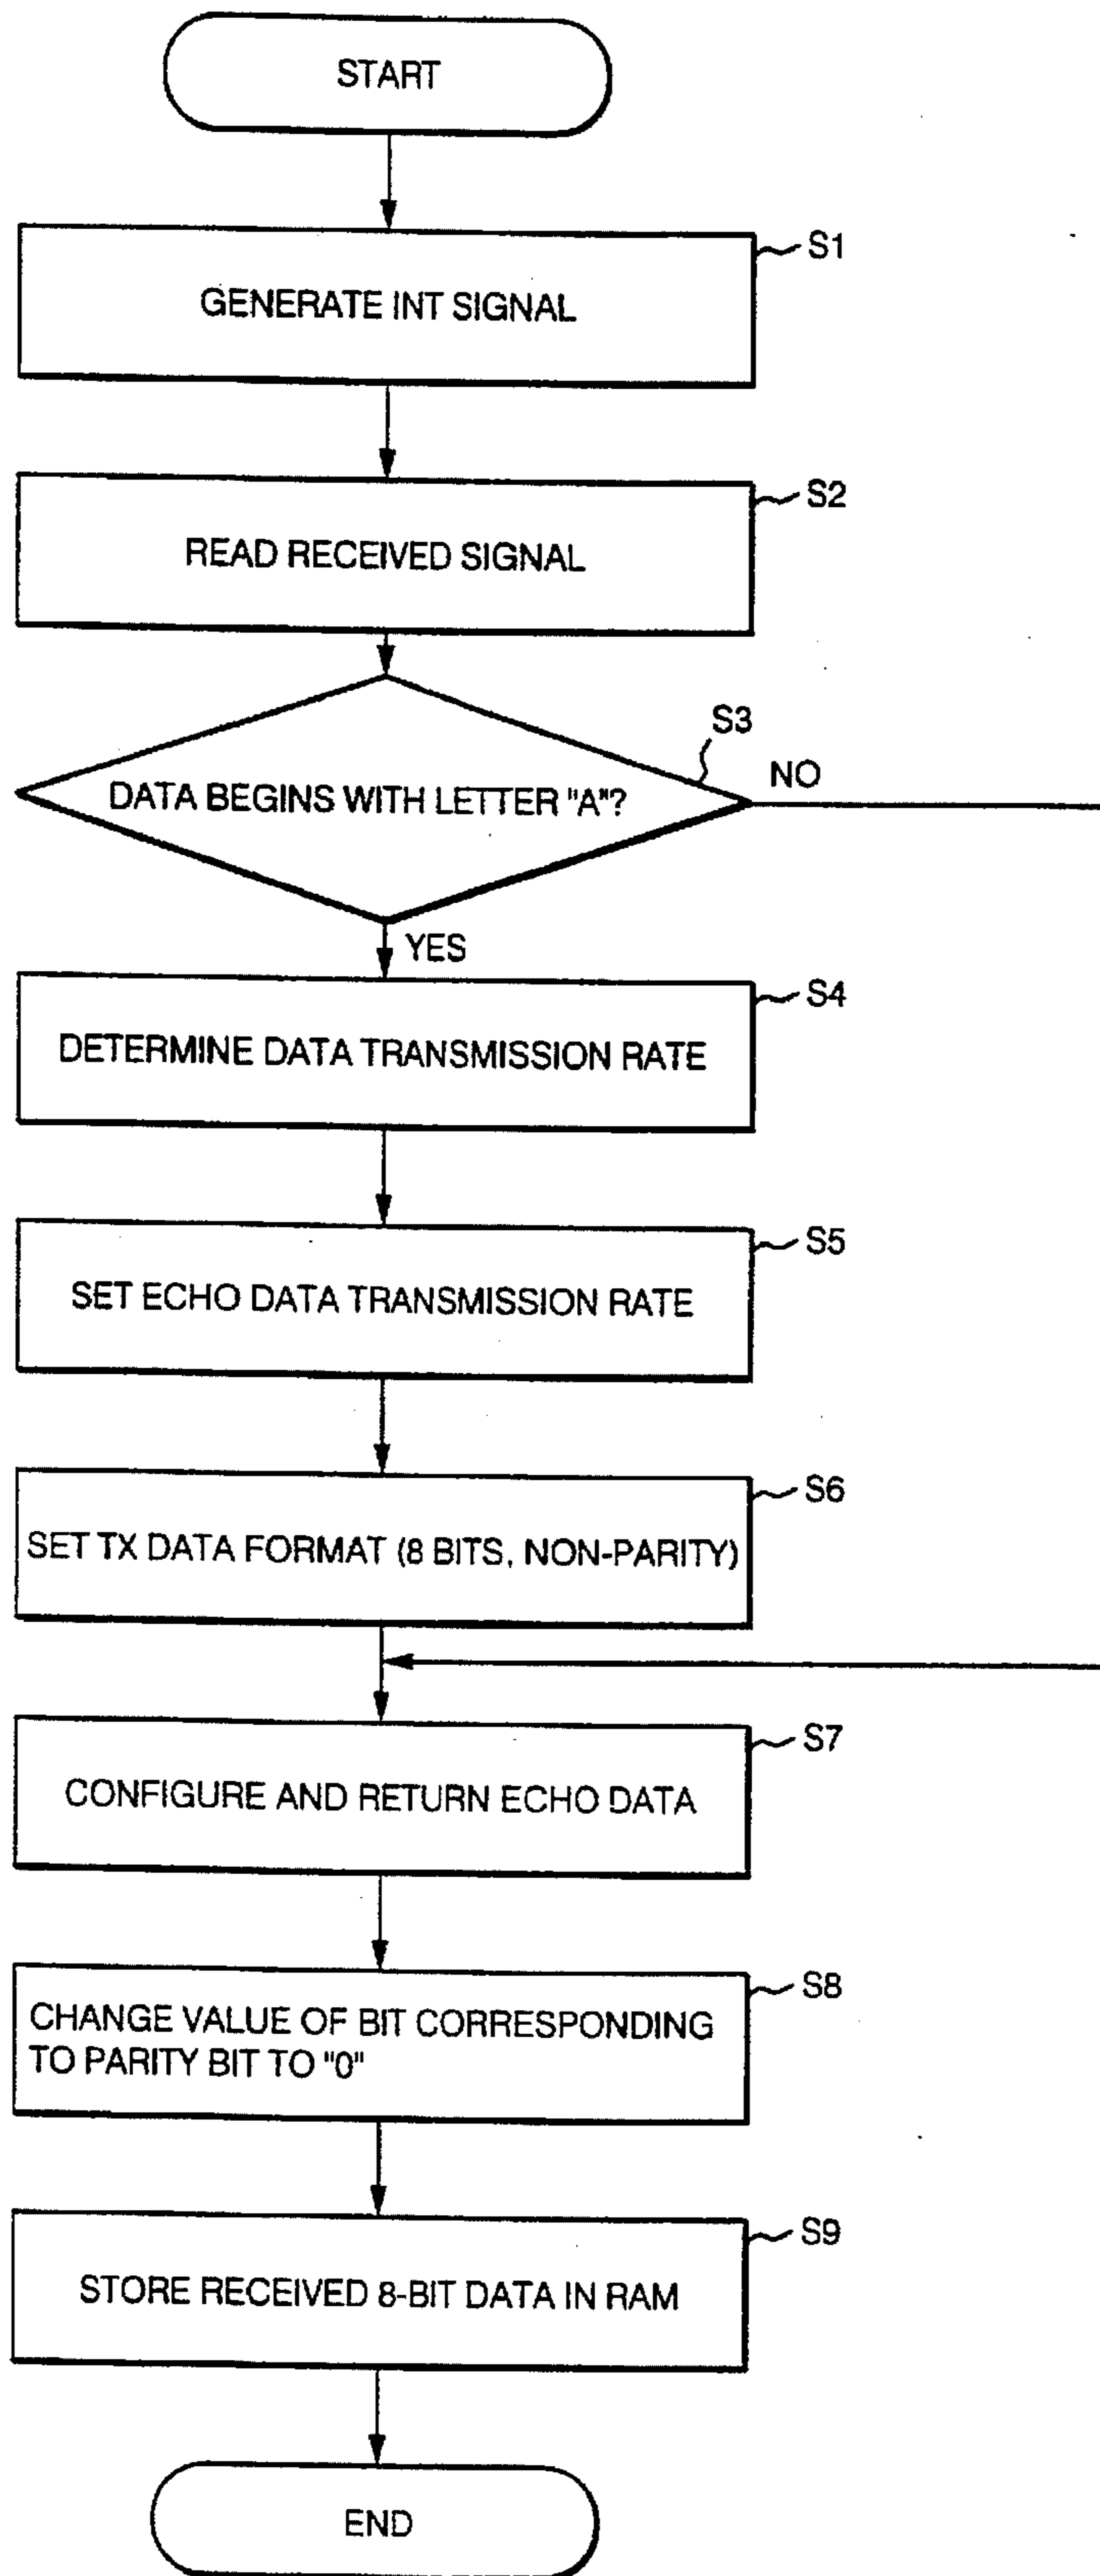 START
S1
GENERATE INT SIGNAL
S2
READ RECEIVED SIGNAL
S3
NO
DATA BEGINS WITH LETTER "A"?
YES
S4
DETERMINE DATA TRANSMISSION RATE
S5
SET ECHO DATA TRANSMISSION RATE
S6
SET TX DATA FORMAT (8 BITS, NON-PARITY)
S7
CONFIGURE AND RETURN ECHO DATA
S8
CHANGE VALUE OF BIT CORRESPONDING
TO PARITY BIT TO "0"
S9
STORE RECEIVED 8-BIT DATA IN RAM
END